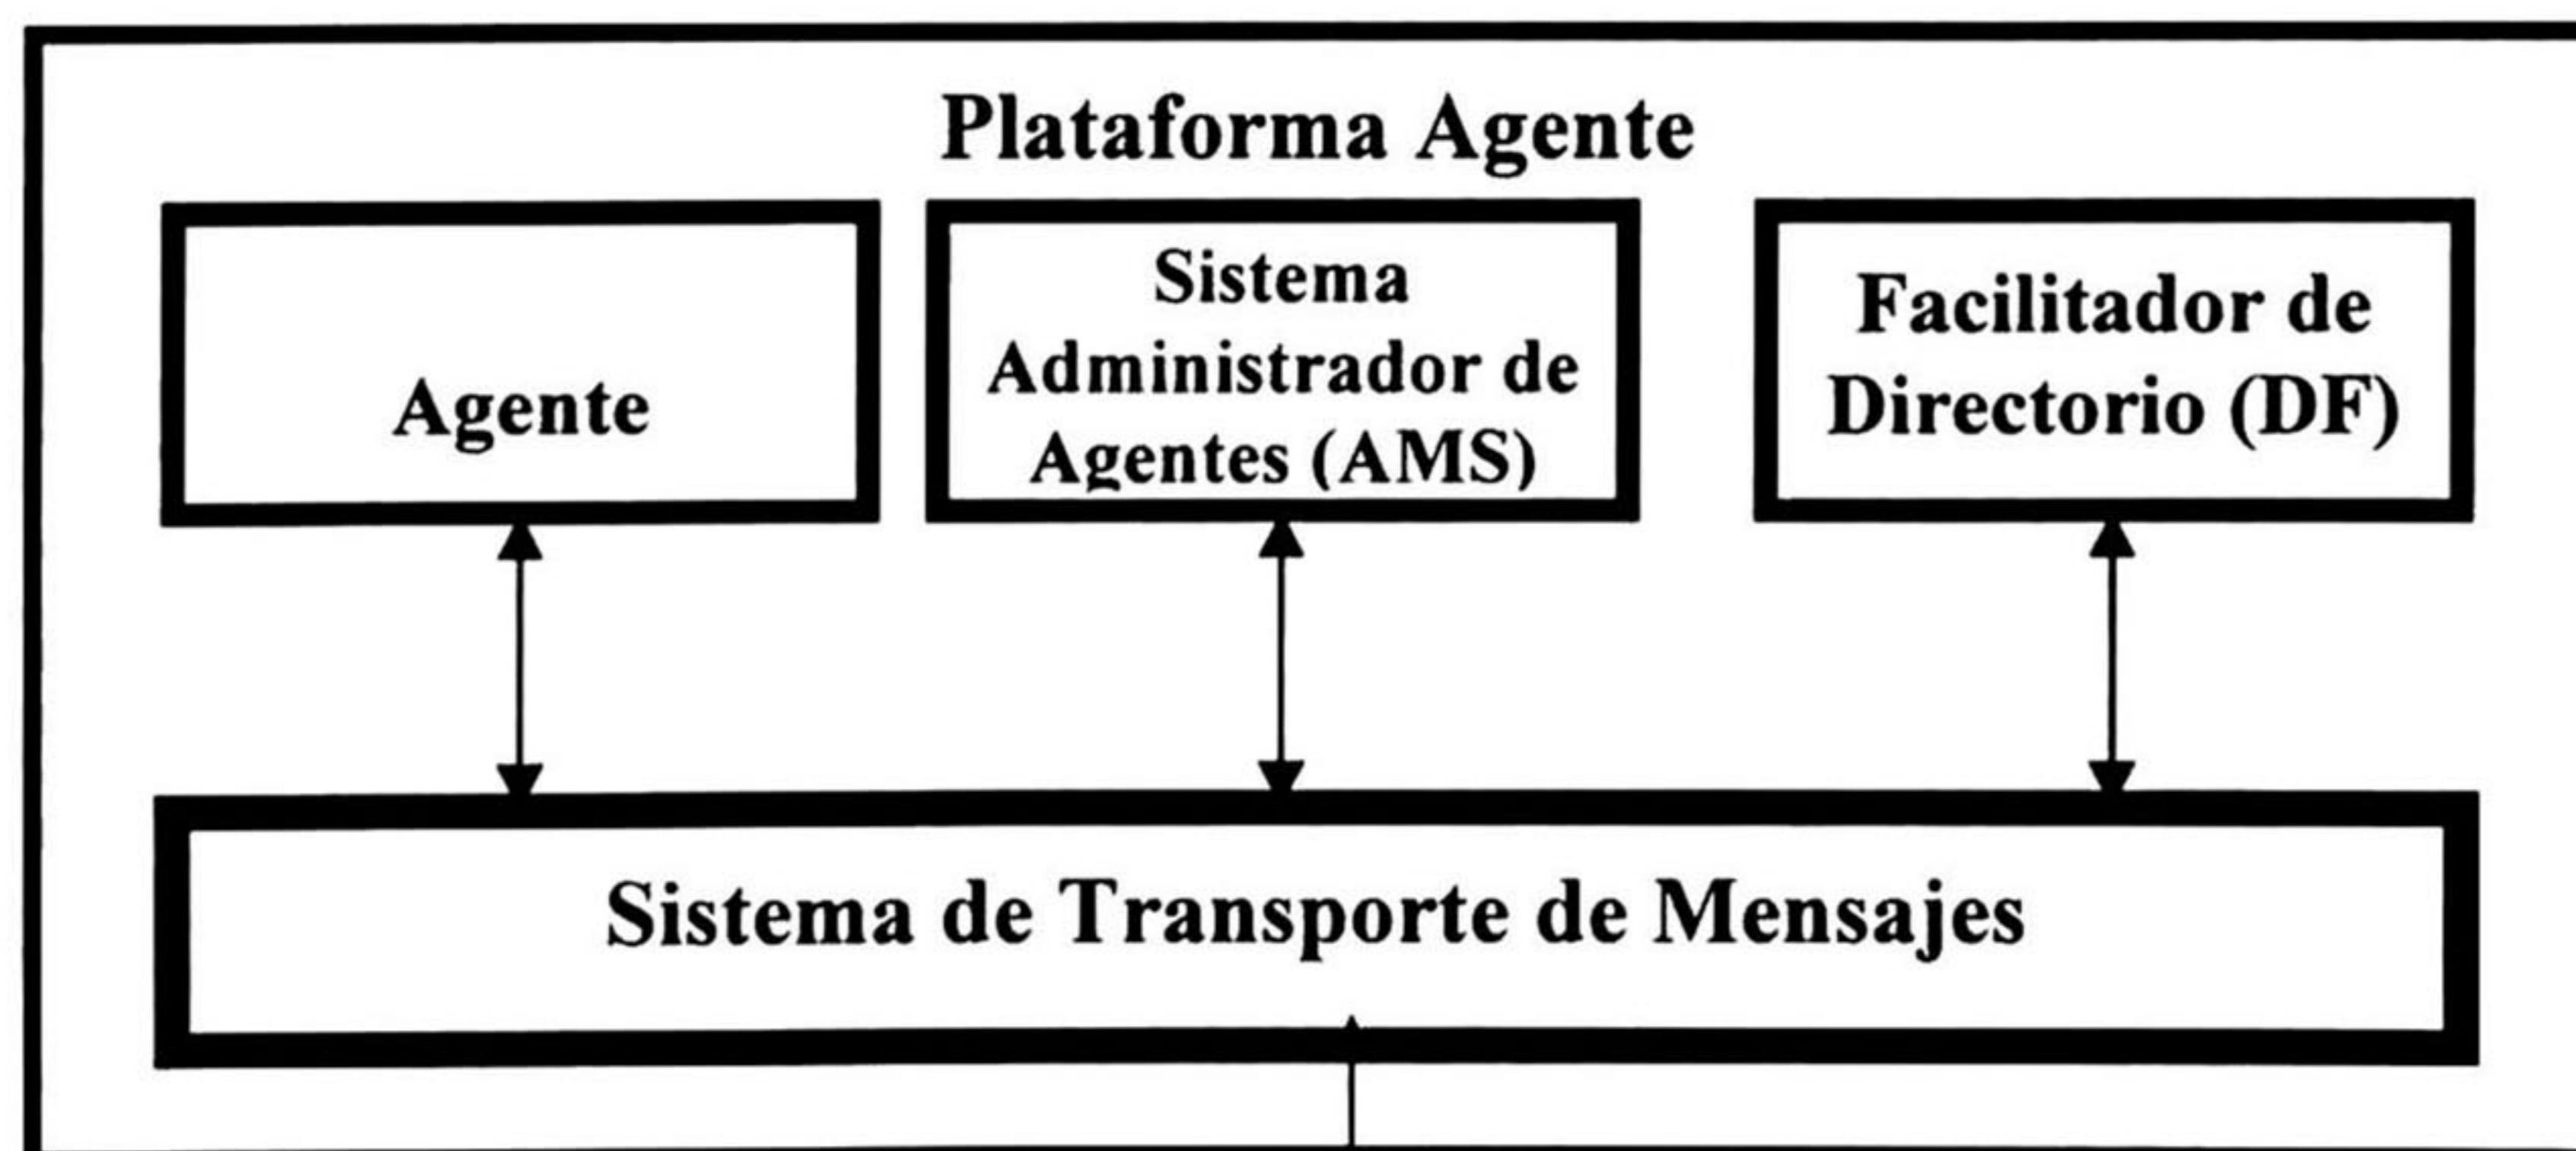 Plataforma Agente
Agente
Sistema
Administrador de
Agentes (AMS)
Facilitador de
Directorio (DF)
Sistema de Transporte de Mensajes